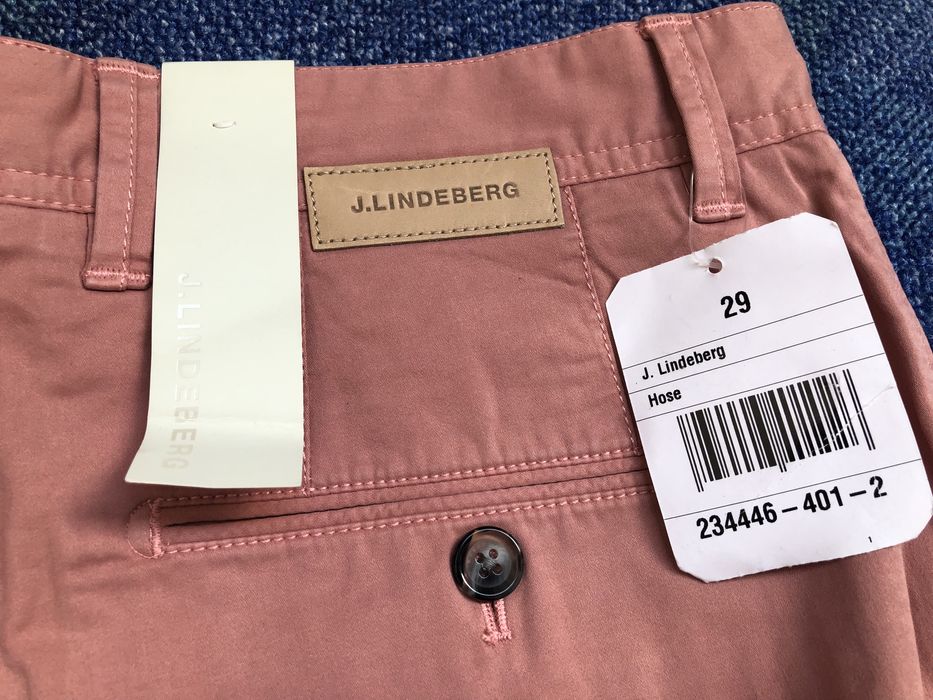 J.LINDEBERG
J.LINDEBERG
29
J. Lindeberg
Hose
234446-401-2